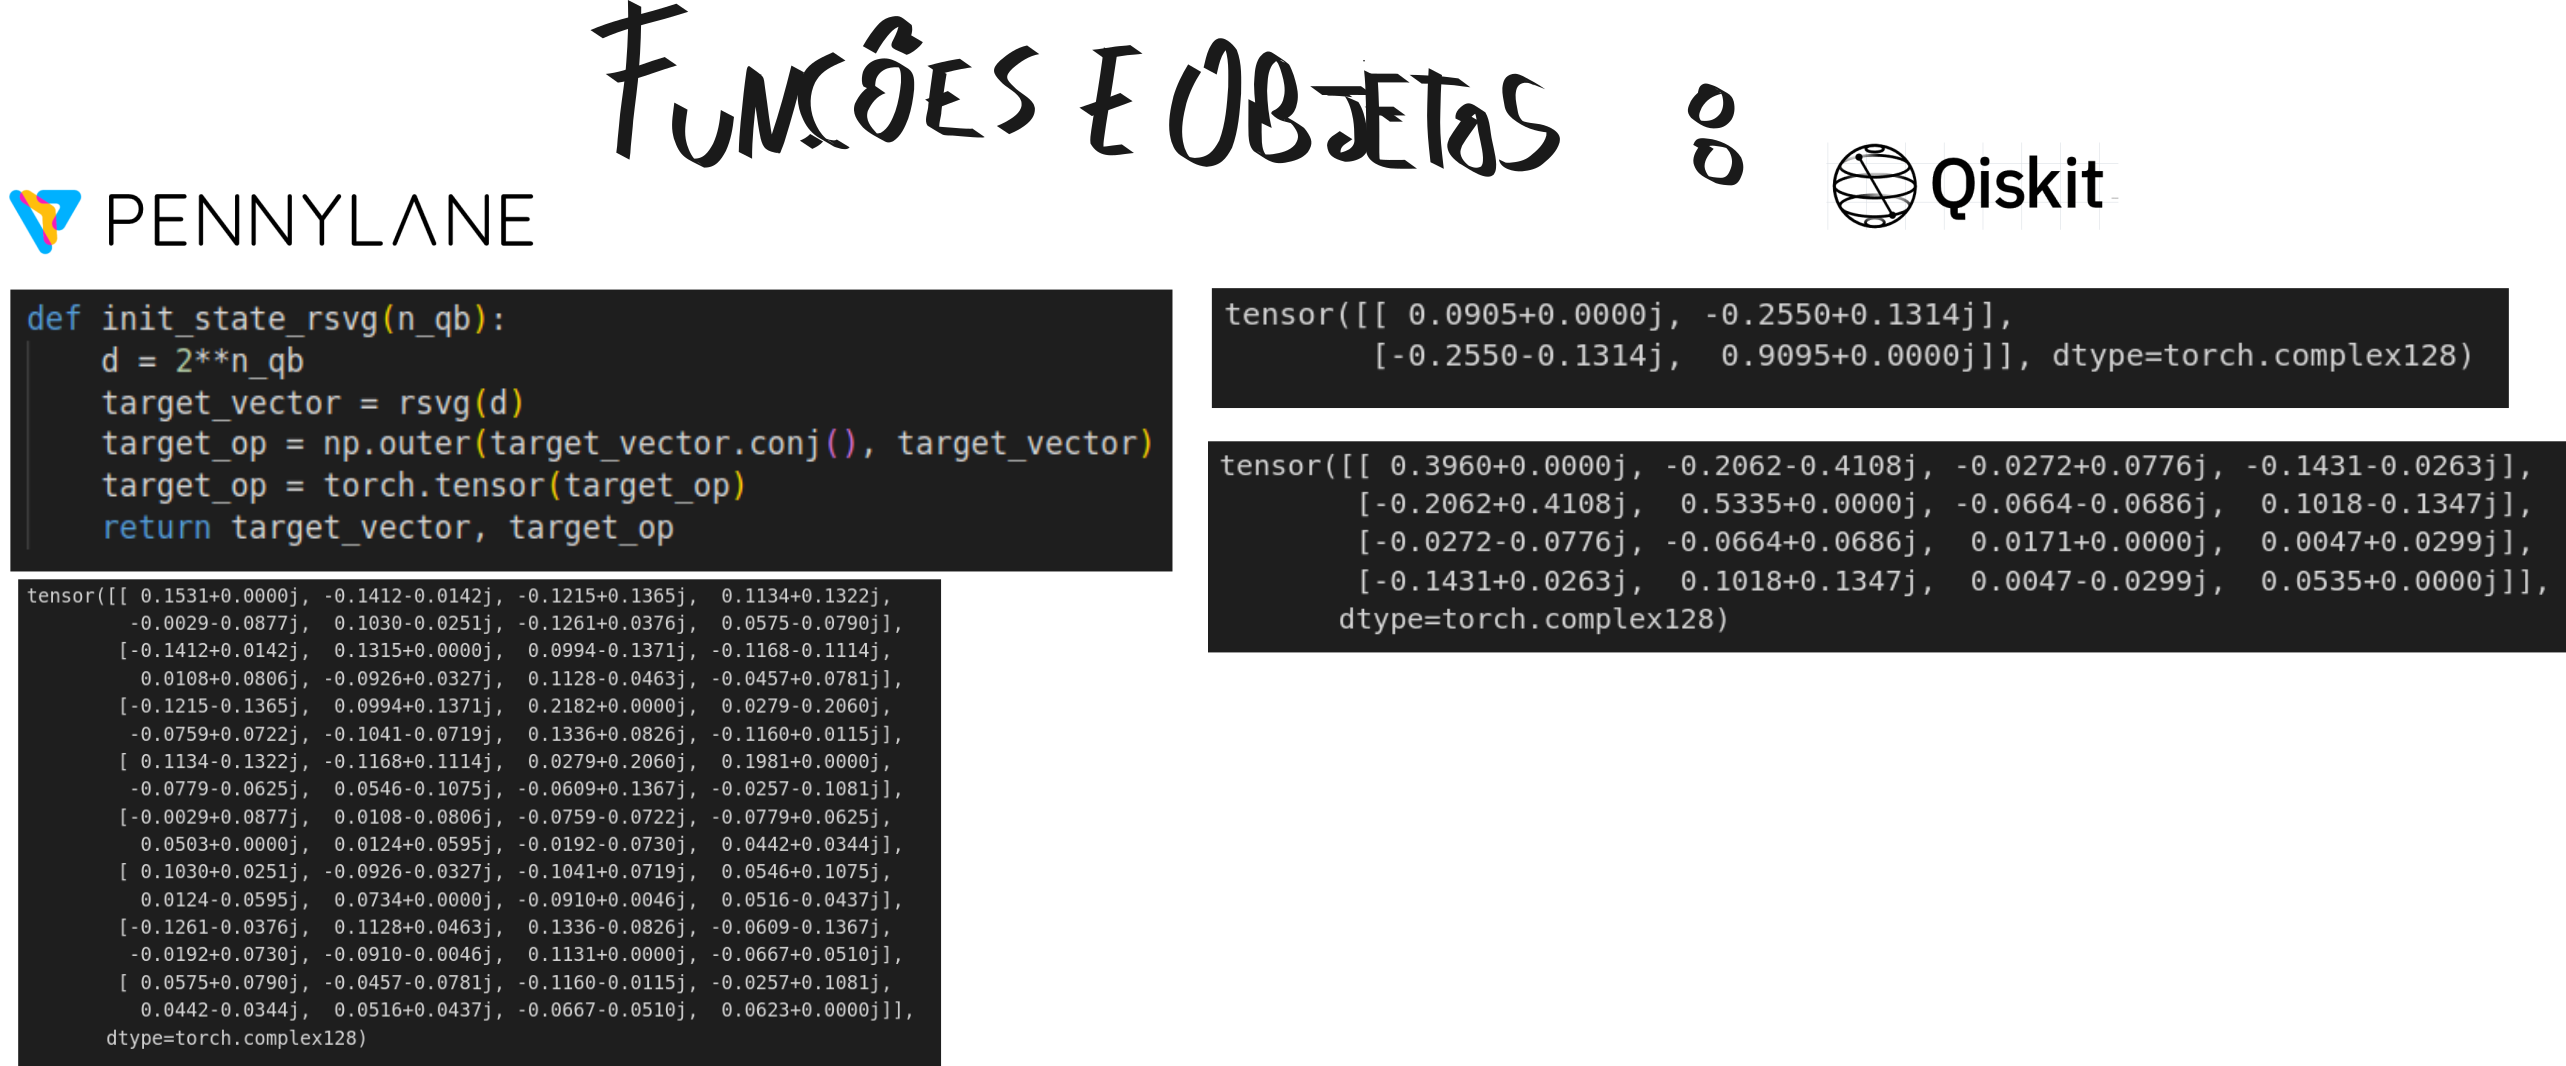 FUNÇÕES E OBJETOS :
PENNYLANE
Qiskit
def init_state_rsvg(n_qb):
    d = 2**n_qb
    target_vector = rsvg(d)
    target_op = np.outer(target_vector.conj(), target_vector)
    target_op = torch.tensor(target_op)
    return target_vector, target_op
tensor([[ 0.1531+0.0000j, -0.1412-0.0142j, -0.1215+0.1365j,  0.1134+0.1322j,
         -0.0029-0.0877j,  0.1030-0.0251j, -0.1261+0.0376j,  0.0575-0.0790j],
        [-0.1412+0.0142j,  0.1315+0.0000j,  0.0994-0.1371j, -0.1168-0.1114j,
          0.0108+0.0806j, -0.0926+0.0327j,  0.1128-0.0463j, -0.0457+0.0781j],
        [-0.1215-0.1365j,  0.0994+0.1371j,  0.2182+0.0000j,  0.0279-0.2060j,
         -0.0759+0.0722j, -0.1041-0.0719j,  0.1336+0.0826j, -0.1160+0.0115j],
        [ 0.1134-0.1322j, -0.1168+0.1114j,  0.0279+0.2060j,  0.1981+0.0000j,
         -0.0779-0.0625j,  0.0546-0.1075j, -0.0609+0.1367j, -0.0257-0.1081j],
        [-0.0029+0.0877j,  0.0108-0.0806j, -0.0759-0.0722j, -0.0779+0.0625j,
          0.0503+0.0000j,  0.0124+0.0595j, -0.0192-0.0730j,  0.0442+0.0344j],
        [ 0.1030+0.0251j, -0.0926-0.0327j, -0.1041+0.0719j,  0.0546+0.1075j,
          0.0124-0.0595j,  0.0734+0.0000j, -0.0910+0.0046j,  0.0516-0.0437j],
        [-0.1261-0.0376j,  0.1128+0.0463j,  0.1336-0.0826j, -0.0609-0.1367j,
         -0.0192+0.0730j, -0.0910-0.0046j,  0.1131+0.0000j, -0.0667+0.0510j],
        [ 0.0575+0.0790j, -0.0457-0.0781j, -0.1160-0.0115j, -0.0257+0.1081j,
          0.0442-0.0344j,  0.0516+0.0437j, -0.0667-0.0510j,  0.0623+0.0000j]],
       dtype=torch.complex128)
tensor([[ 0.0905+0.0000j, -0.2550+0.1314j],
        [-0.2550-0.1314j,  0.9095+0.0000j]], dtype=torch.complex128)
tensor([[ 0.3960+0.0000j, -0.2062-0.4108j, -0.0272+0.0776j, -0.1431-0.0263j],
        [-0.2062+0.4108j,  0.5335+0.0000j, -0.0664-0.0686j,  0.1018-0.1347j],
        [-0.0272-0.0776j, -0.0664+0.0686j,  0.0171+0.0000j,  0.0047+0.0299j],
        [-0.1431+0.0263j,  0.1018+0.1347j,  0.0047-0.0299j,  0.0535+0.0000j]],
       dtype=torch.complex128)